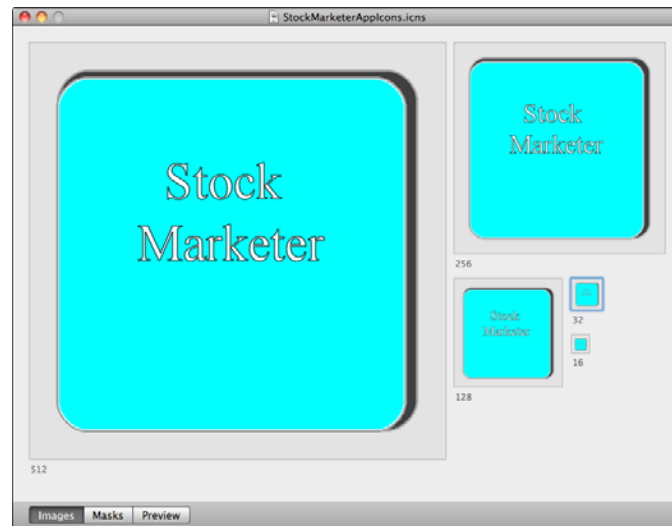 StockMarketerAppIcons.icns
Stock
Marketer
512
Stock
Marketer
256
Stock
Marketer
128
32
16
Images Masks Preview